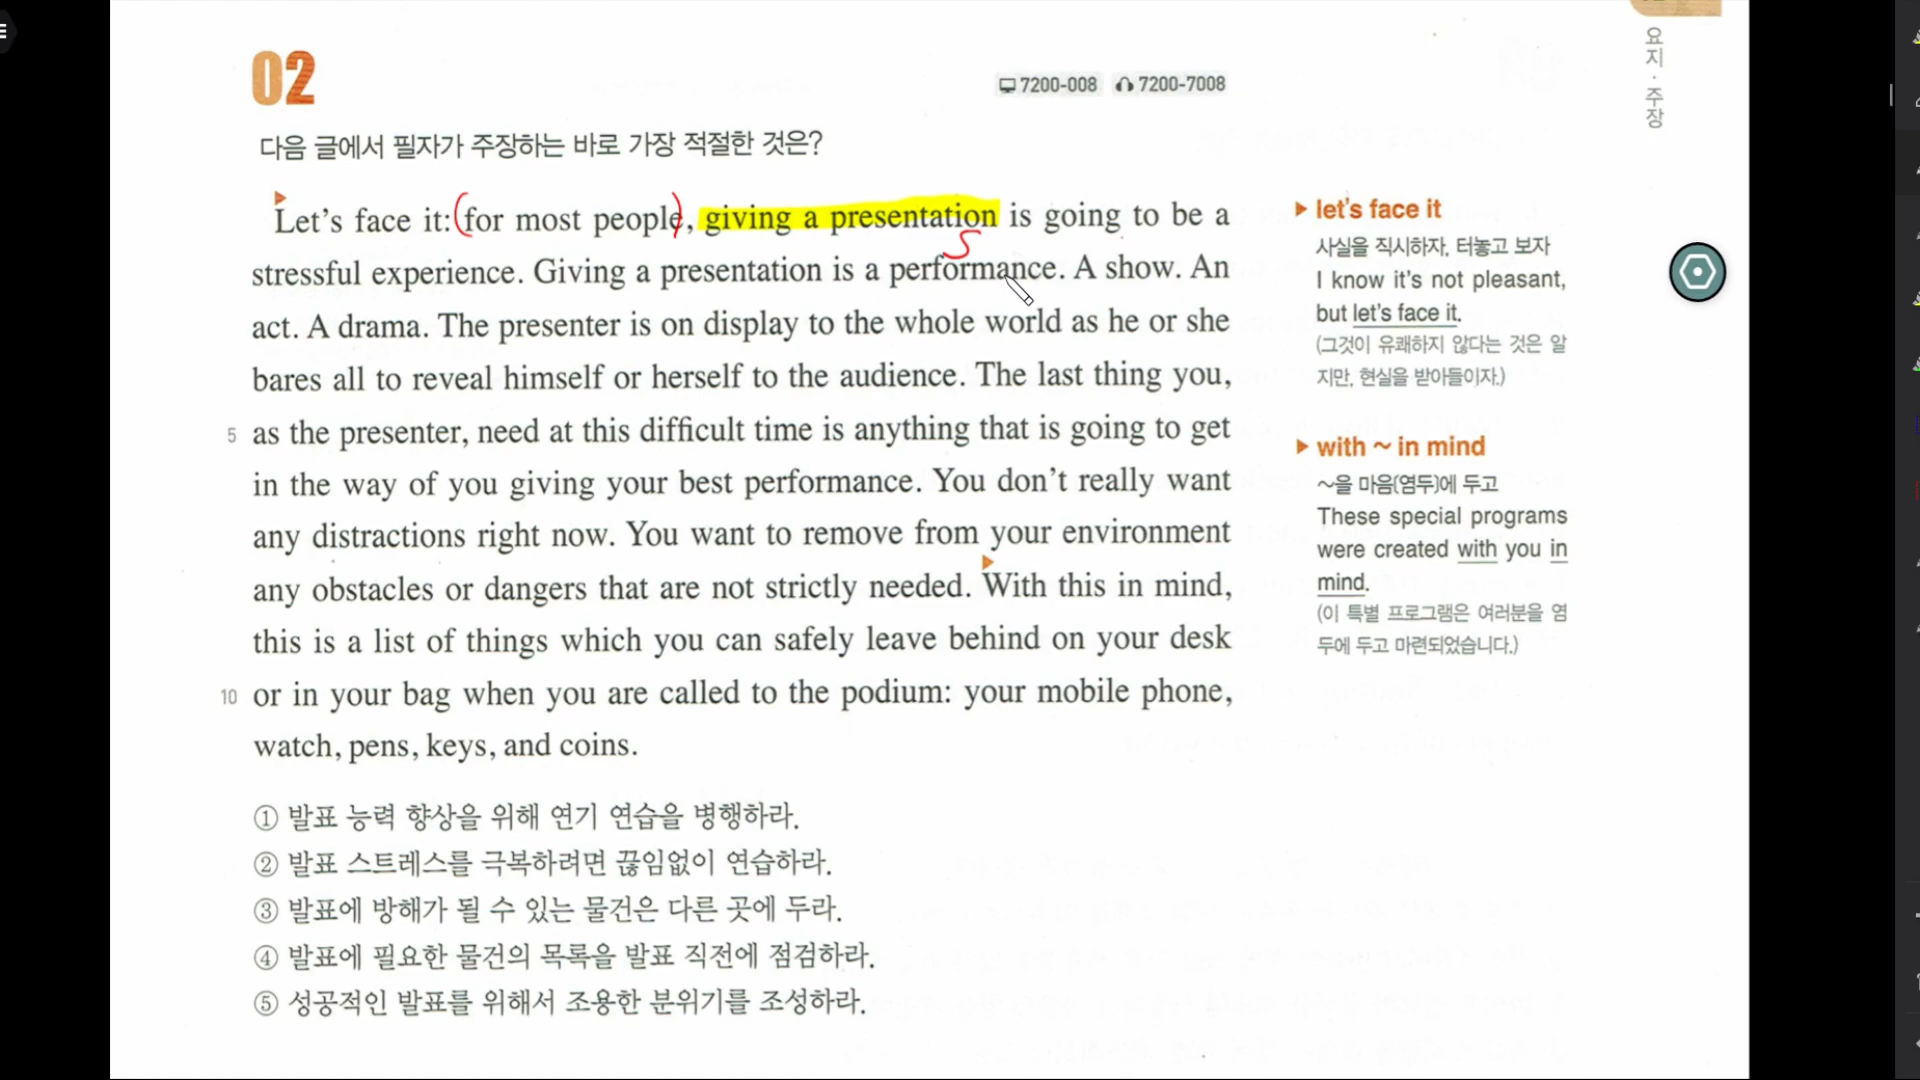 02
7200-008 7200-7008
다음 글에서 필자가 주장하는 바로 가장 적절한 것은?
Let's face it: (for most people), giving a presentation is going to be a
S
stressful experience. Giving a presentation is a performance. A show. An
act. A drama. The presenter is on display to the whole world as he or she
bares all to reveal himself or herself to the audience. The last thing you,
5 as the presenter, need at this difficult time is anything that is going to get
in the way of you giving your best performance. You don't really want
any distractions right now. You want to remove from your environment
any obstacles or dangers that are not strictly needed. With this in mind,
this is a list of things which you can safely leave behind on your desk
10 or in your bag when you are called to the podium: your mobile phone,
watch, pens, keys, and coins.
① 발표 능력 향상을 위해 연기 연습을 병행하라.
② 발표 스트레스를 극복하려면 끊임없이 연습하라.
③ 발표에 방해가 될 수 있는 물건은 다른 곳에 두라.
④ 발표에 필요한 물건의 목록을 발표 직전에 점검하라.
⑤ 성공적인 발표를 위해서 조용한 분위기를 조성하라.
let's face it
사실을 직시하자, 터놓고 보자
I know it's not pleasant,
but let's face it.
(그것이 유쾌하지 않다는 것은 알
지만, 현실을 받아들이자.)
with ~ in mind
~을 마음(염두)에 두고
These special programs
were created with you in
mind.
(이 특별 프로그램은 여러분을 염
두에 두고 마련되었습니다.)
요지·주장